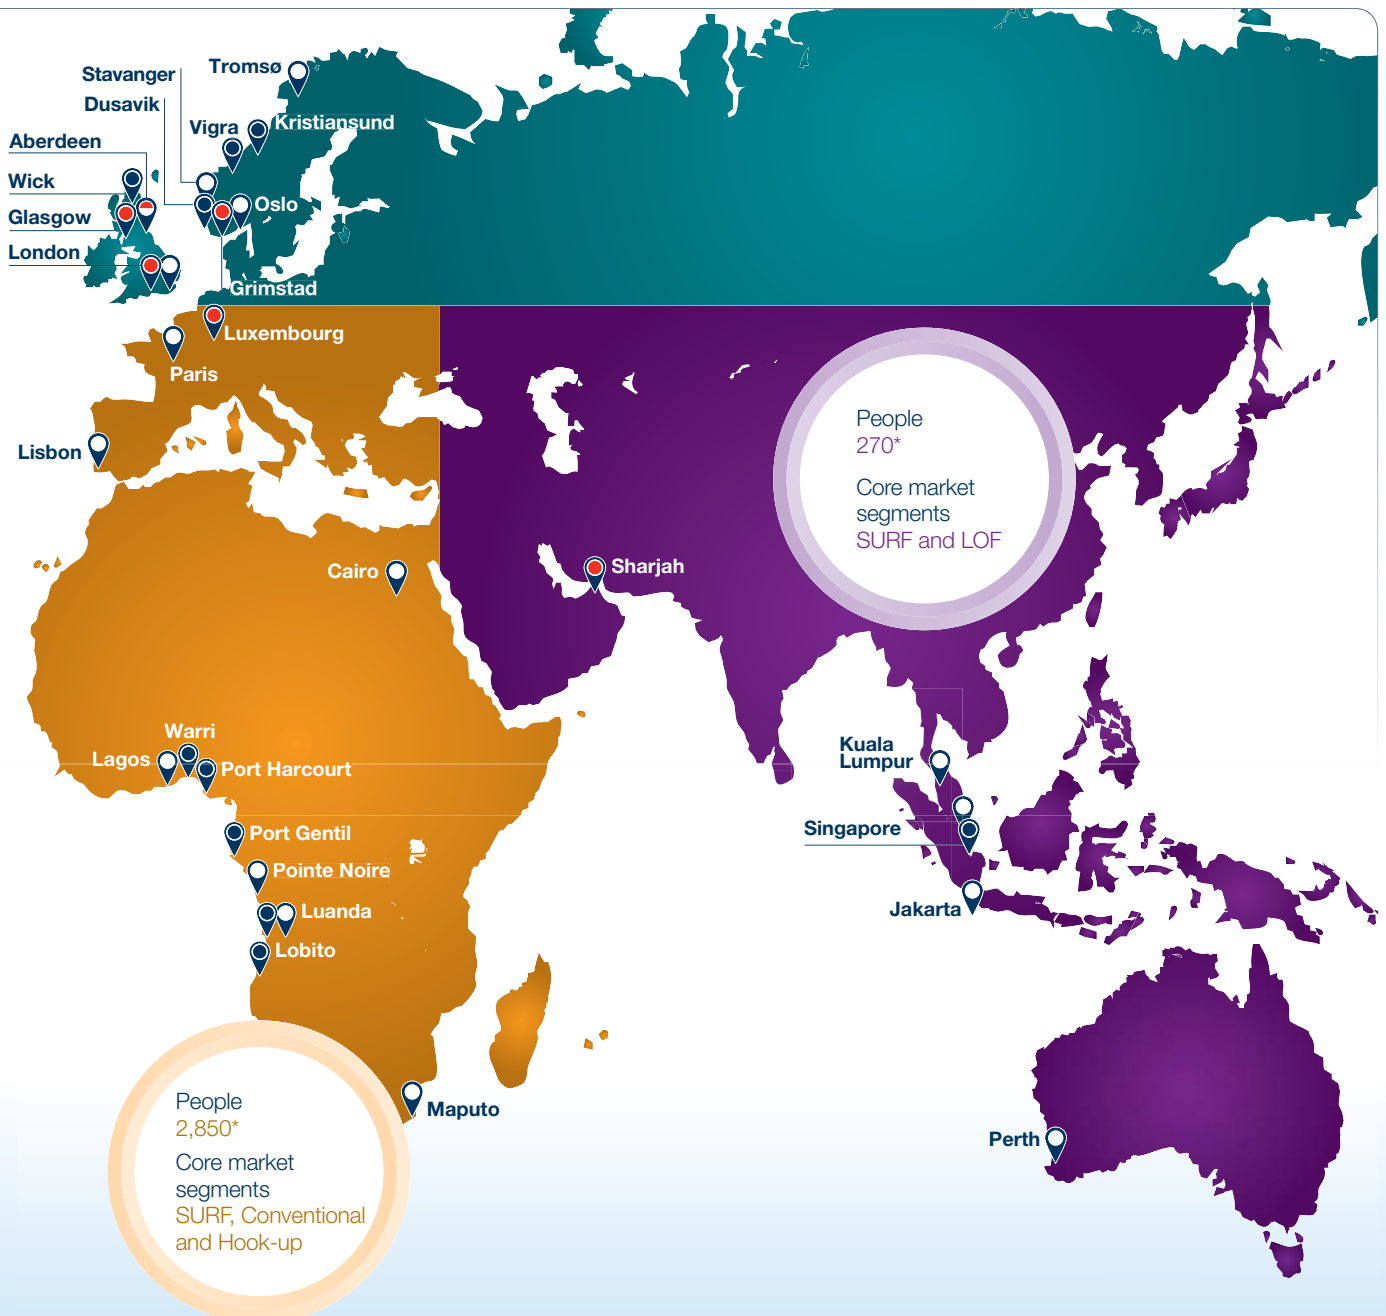 Tromsø
Stavanger
Dusavik
Vigra
Kristiansund
Aberdeen
Wick
Glasgow
Oslo
London
Grimstad
Luxembourg
Paris
Lisbon
People
270*
Core market
segments
SURF and LOF
Cairo
Sharjah
Warri
Lagos
Port Harcourt
Kuala
Lumpur
Port Gentil
Singapore
Pointe Noire
Luanda
Jakarta
Lobito
People
2,850*
Core market
segments
SURF, Conventional
and Hook-up
Maputo
Perth